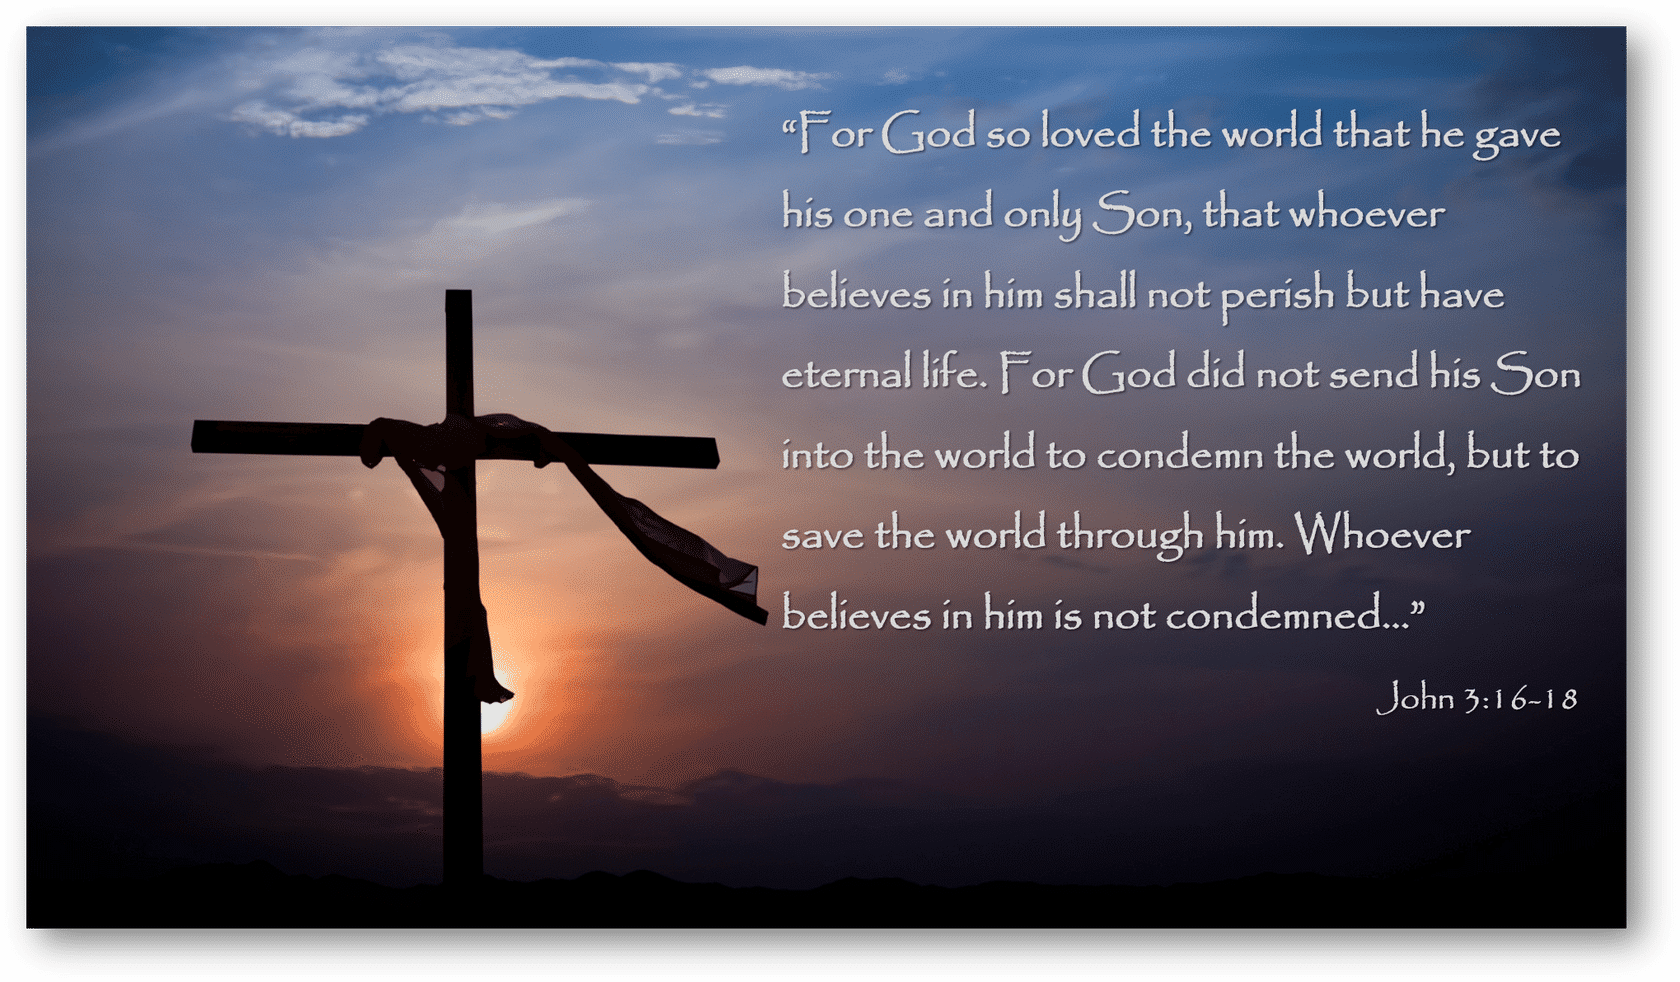 “For God so loved the world that he gave
his one and only Son, that whoever
believes in him shall not perish but have
eternal life. For God did not send his Son
into the world to condemn the world, but to
save the world through him. Whoever
believes in him is not condemned...”
John 3:16-18